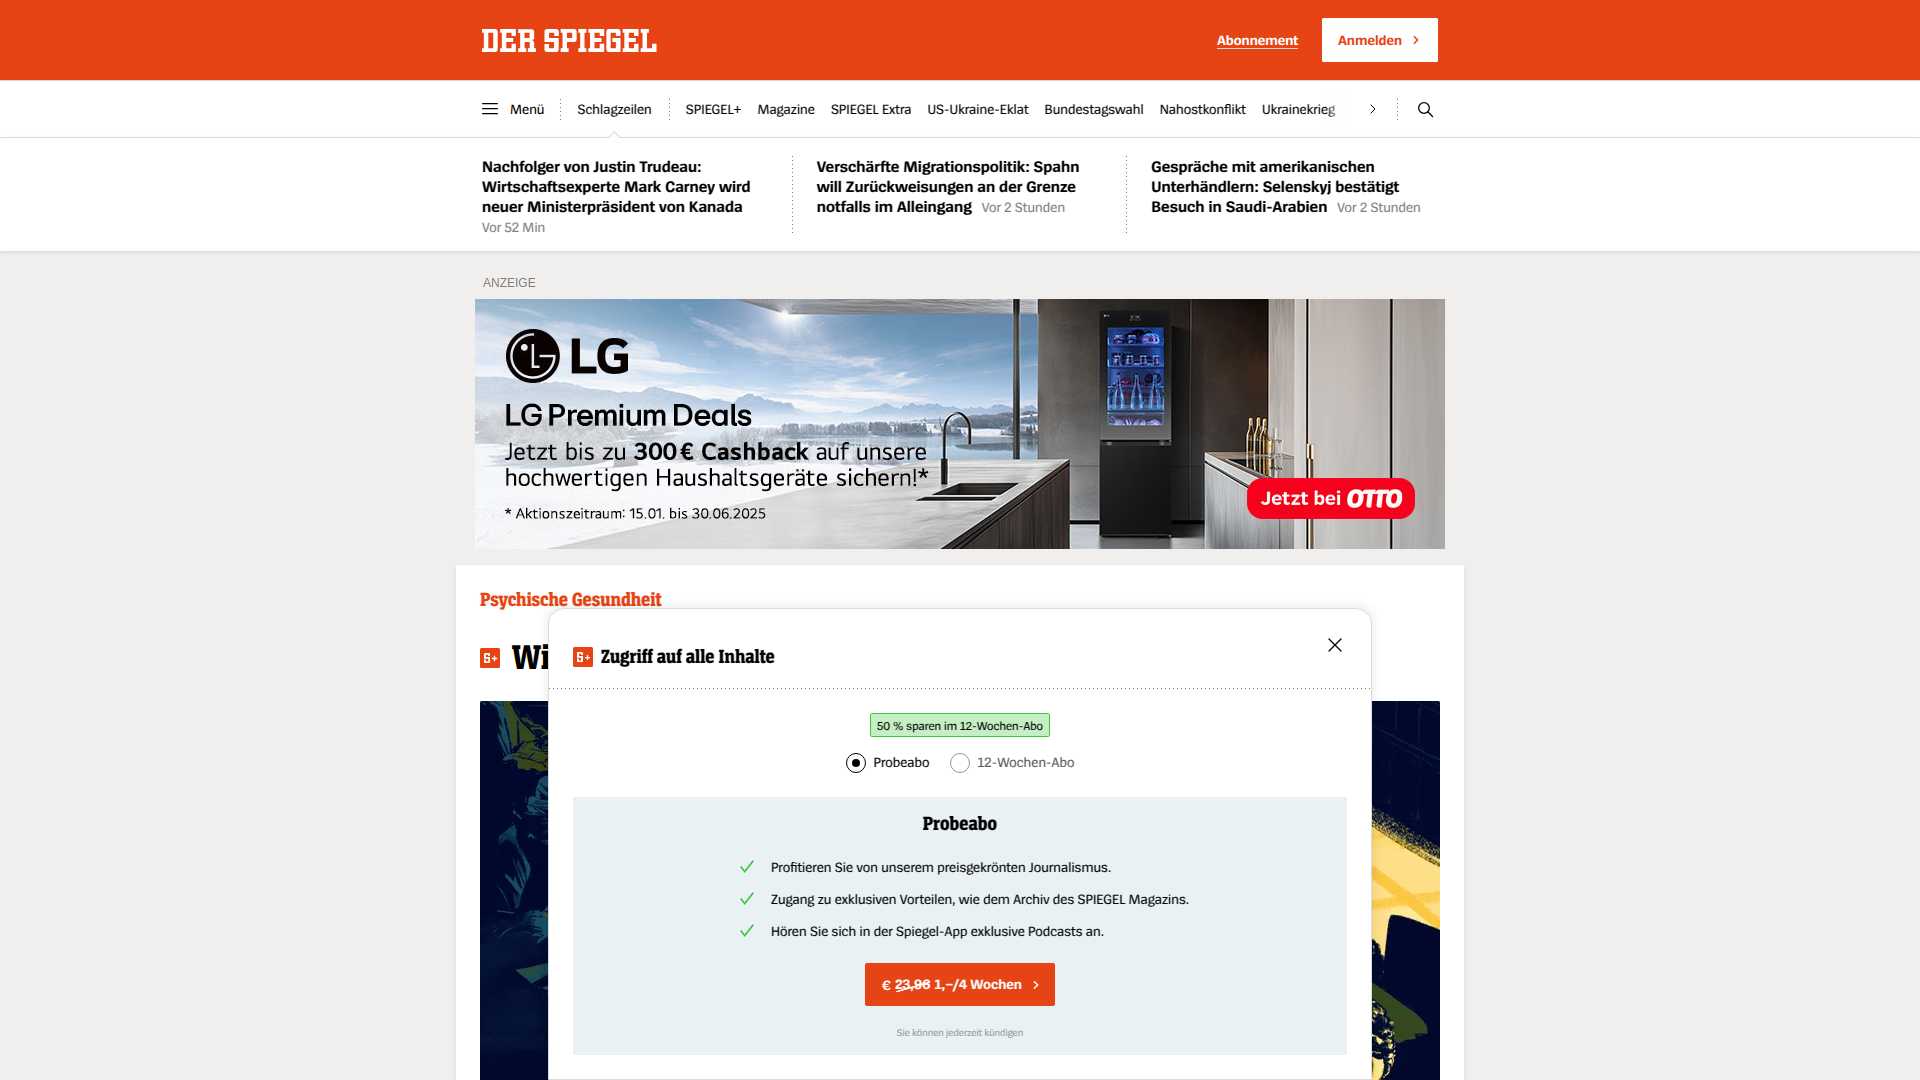 DER SPIEGEL
Abonnement
Anmelden
Menü
Schlagzeilen
SPIEGEL+
Magazine
SPIEGEL Extra
US-Ukraine-Eklat
Bundestagswahl
Nahostkonflikt
Ukrainekrieg
Nachfolger von Justin Trudeau:
Wirtschaftsexperte Mark Carney wird
neuer Ministerpräsident von Kanada
Vor 52 Min
Verschärfte Migrationspolitik: Spahn
will Zurückweisungen an der Grenze
notfalls im Alleingang Vor 2 Stunden
Gespräche mit amerikanischen
Unterhändlern: Selenskyj bestätigt
Besuch in Saudi-Arabien Vor 2 Stunden
ANZEIGE
LG
LG Premium Deals
Jetzt bis zu 300 € Cashback auf unsere
hochwertigen Haushaltsgeräte sichern!*
* Aktionszeitraum: 15.01. bis 30.06.2025
Jetzt bei OTTO
Psychische Gesundheit
S+ Wi
S+ Zugriff auf alle Inhalte
50 % sparen im 12-Wochen-Abo
Probeabo
12-Wochen-Abo
Probeabo
Profitieren Sie von unserem preisgekrönten Journalismus.
Zugang zu exklusiven Vorteilen, wie dem Archiv des SPIEGEL Magazins.
Hören Sie sich in der Spiegel-App exklusive Podcasts an.
€ 23,96 1,–/4 Wochen
Sie können jederzeit kündigen